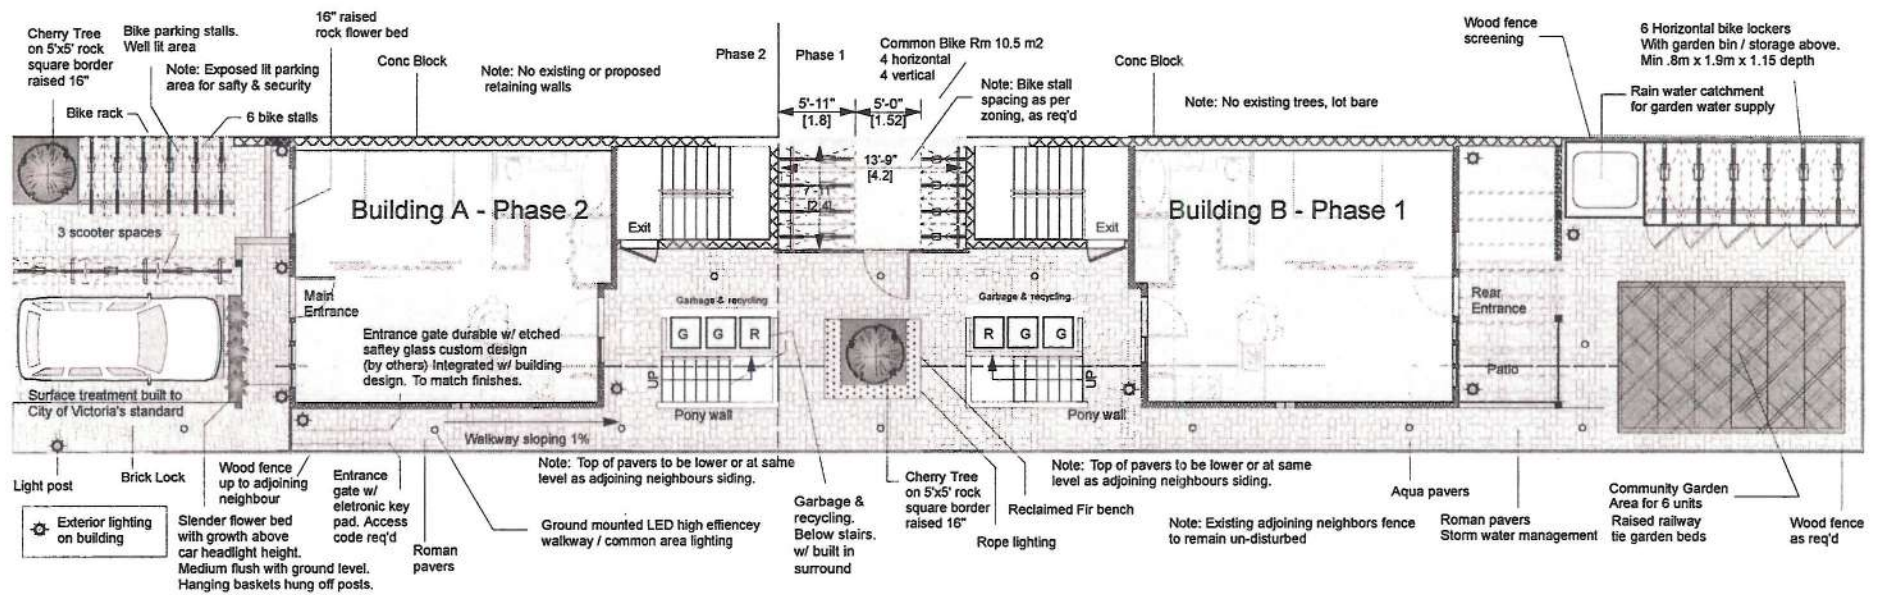 Cherry Tree
on 5'x5' rock
square border
raised 16"
Bike parking stalls.
Well lit area
Note: Exposed lit parking
area for safty & security
Bike rack
6 bike stalls
16" raised
rock flower bed
Conc Block
Note: No existing or proposed
retaining walls
Phase 2
Phase 1
Common Bike Rm 10.5 m2
4 horizontal
4 vertical
Note: Bike stall
spacing as per
zoning, as req'd
5'-11"
[1.8]
5'-0"
[1.52]
13'-9"
[4.2]
7'-11"
[2.4]
Conc Block
Note: No existing trees, lot bare
Wood fence
screening
6 Horizontal bike lockers
With garden bin / storage above.
Min .8m x 1.9m x 1.15 depth
Rain water catchment
for garden water supply
Building A - Phase 2
Building B - Phase 1
Exit
Exit
3 scooter spaces
Main
Entrance
Entrance gate durable w/ etched
saftey glass custom design
(by others) Integrated w/ building
design. To match finishes.
Garbage & recycling
G G R
UP
Pony wall
Garbage & recycling
R G G
UP
Pony wall
Rear
Entrance
Patio
Surface treatment built to
City of Victoria's standard
Walkway sloping 1%
Light post
Brick Lock
Exterior lighting
on building
Wood fence
up to adjoining
neighbour
Slender flower bed
with growth above
car headlight height.
Medium flush with ground level.
Hanging baskets hung off posts.
Entrance
gate w/
eletronic key
pad. Access
code req'd
Roman
pavers
Note: Top of pavers to be lower or at same
level as adjoining neighbours siding.
Ground mounted LED high effiencey
walkway / common area lighting
Garbage &
recycling.
Below stairs.
w/ built in
surround
Cherry Tree
on 5'x5' rock
square border
raised 16"
Rope lighting
Reclaimed Fir bench
Note: Top of pavers to be lower or at same
level as adjoining neighbours siding.
Note: Existing adjoining neighbors fence
to remain un-disturbed
Aqua pavers
Roman pavers
Storm water management
Community Garden
Area for 6 units
Raised railway
tie garden beds
Wood fence
as req'd